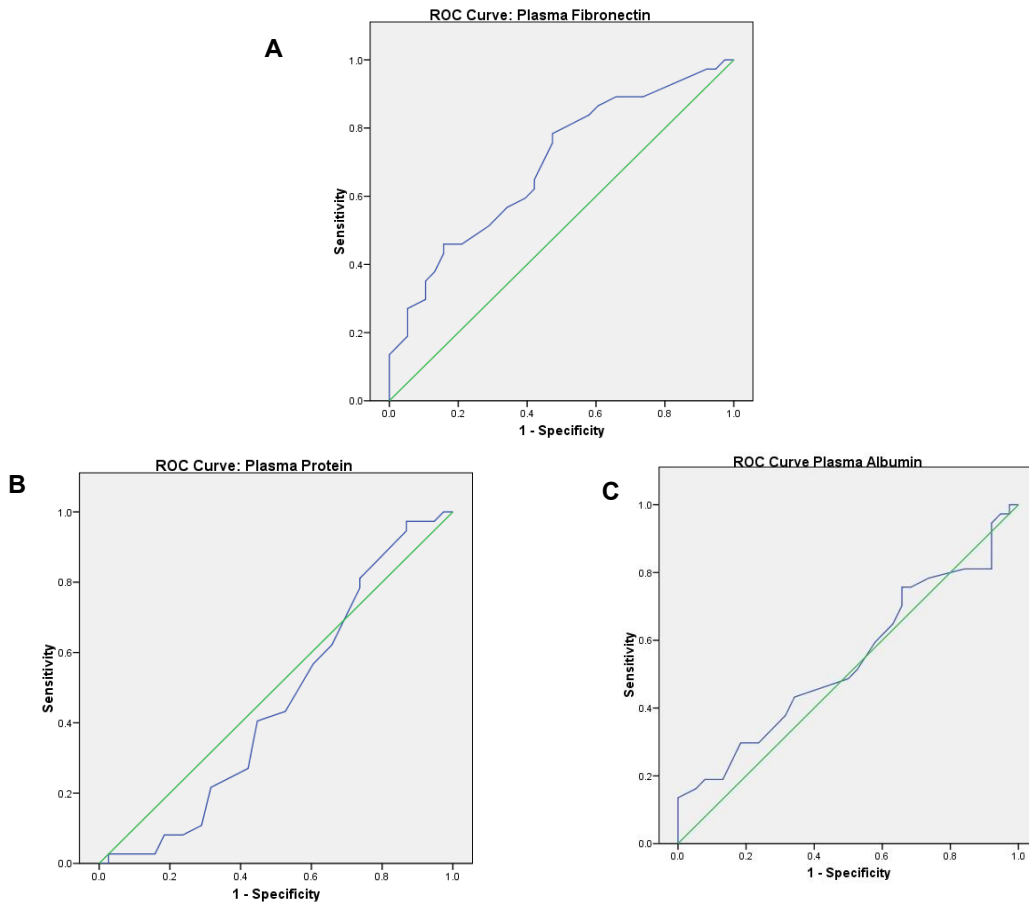 A
ROC Curve: Plasma Fibronectin
1.0
0.8
0.6
0.4
0.2
0.0
Sensitivity
0.0 0.2 0.4 0.6 0.8 1.0
1 - Specificity
B
ROC Curve: Plasma Protein
1.0
0.8
0.6
0.4
0.2
0.0
Sensitivity
0.0 0.2 0.4 0.6 0.8 1.0
1 - Specificity
C
ROC Curve Plasma Albumin
1.0
0.8
0.6
0.4
0.2
0.0
Sensitivity
0.0 0.2 0.4 0.6 0.8 1.0
1 - Specificity